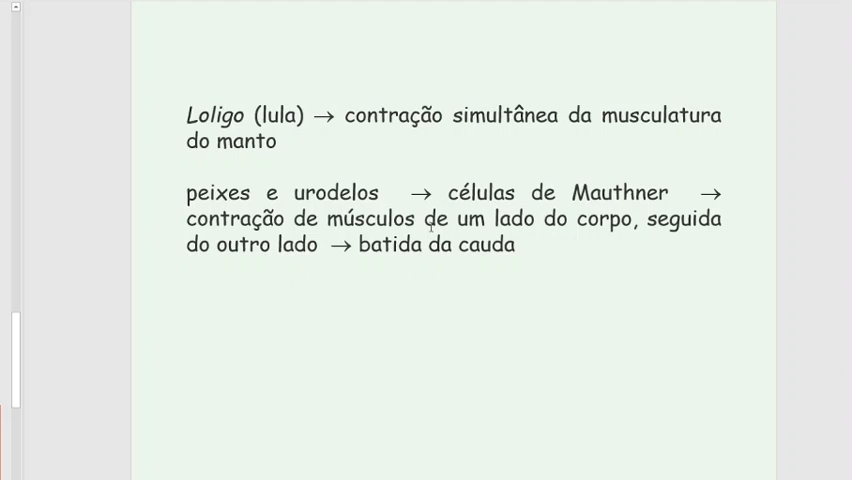 Loligo (lula) → contração simultânea da musculatura
do manto
peixes e urodelos → células de Mauthner →
contração de músculos de um lado do corpo, seguida
do outro lado → batida da cauda